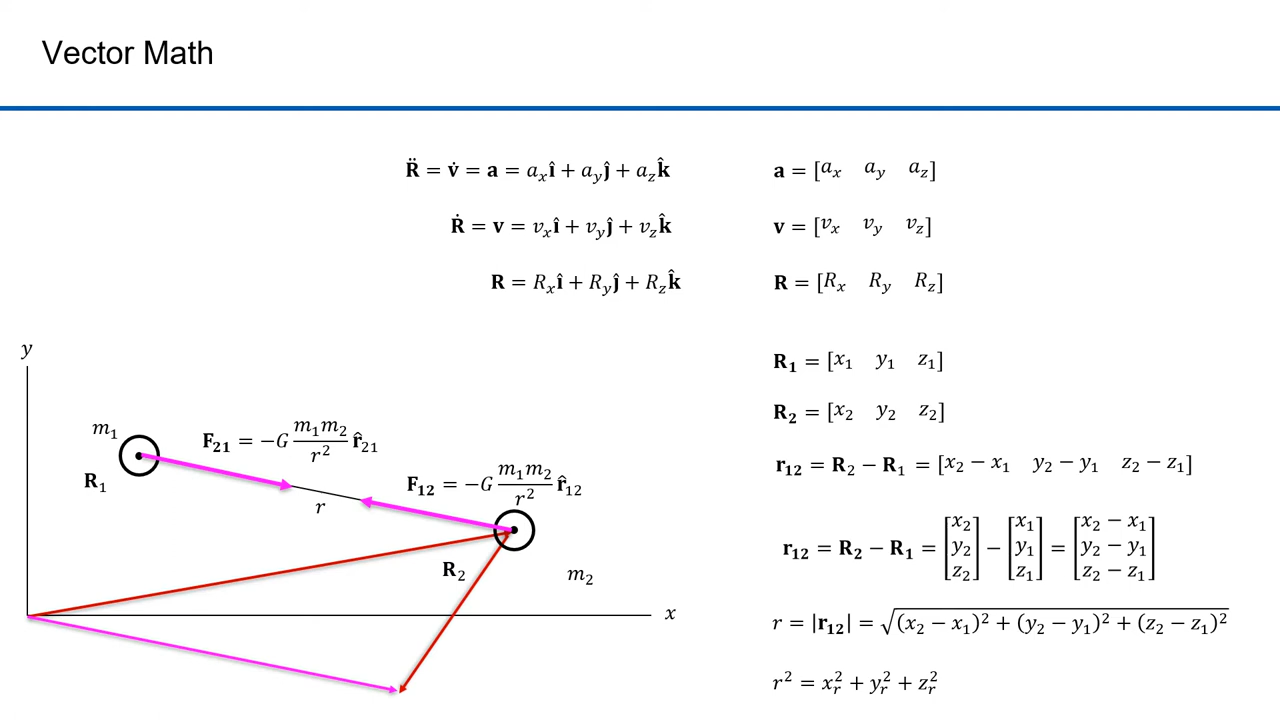 Vector Math
R̈ = v̇ = a = aₓî + a_yĵ + a_zk̂
a = [aₓ a_y a_z]
Ṙ = v = vₓî + v_yĵ + v_zk̂
v = [vₓ v_y v_z]
R = Rₓî + R_yĵ + R_zk̂
R = [Rₓ R_y R_z]
y
m₁
R₁
F₂₁ = −G m₁m₂/r² r̂₂₁
F₁₂ = −G m₁m₂/r² r̂₁₂
r
R₂
m₂
x
R₁ = [x₁ y₁ z₁]
R₂ = [x₂ y₂ z₂]
r₁₂ = R₂ − R₁ = [x₂ − x₁ y₂ − y₁ z₂ − z₁]
r₁₂ = R₂ − R₁ = [x₂ y₂ z₂] − [x₁ y₁ z₁] = [x₂ − x₁ y₂ − y₁ z₂ − z₁]
r = |r₁₂| = √((x₂ − x₁)² + (y₂ − y₁)² + (z₂ − z₁)²)
r² = x_r² + y_r² + z_r²